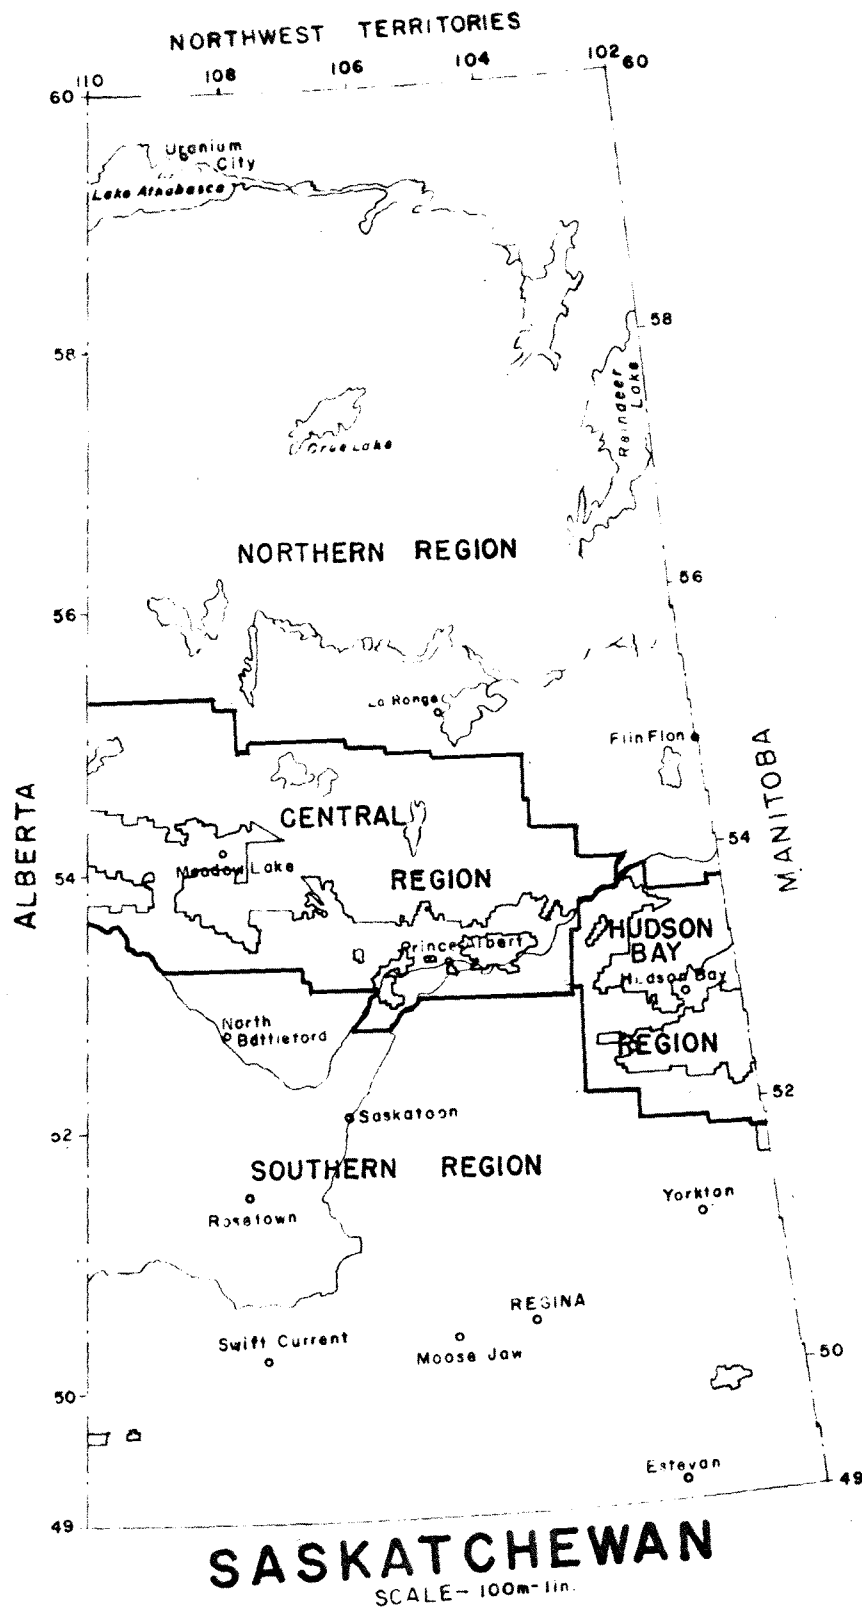 NORTHWEST TERRITORIES
110 108 106 104 102 60
60
Uranium
City
Lake Athabasca
58
58
Reindeer
Lake
Cree Lake
NORTHERN REGION
56
56
La Ronge
Flin Flon
ALBERTA
MANITOBA
CENTRAL
54
Meadow Lake
54
REGION
HUDSON
BAY
Prince Albert
Hudson Bay
North
Battleford
REGION
52
Saskatoon
52
SOUTHERN REGION
Yorkton
Rosetown
REGINA
Swift Current
Moose Jaw
50
50
Estevan
49
49
SASKATCHEWAN
SCALE- 100m-1in.